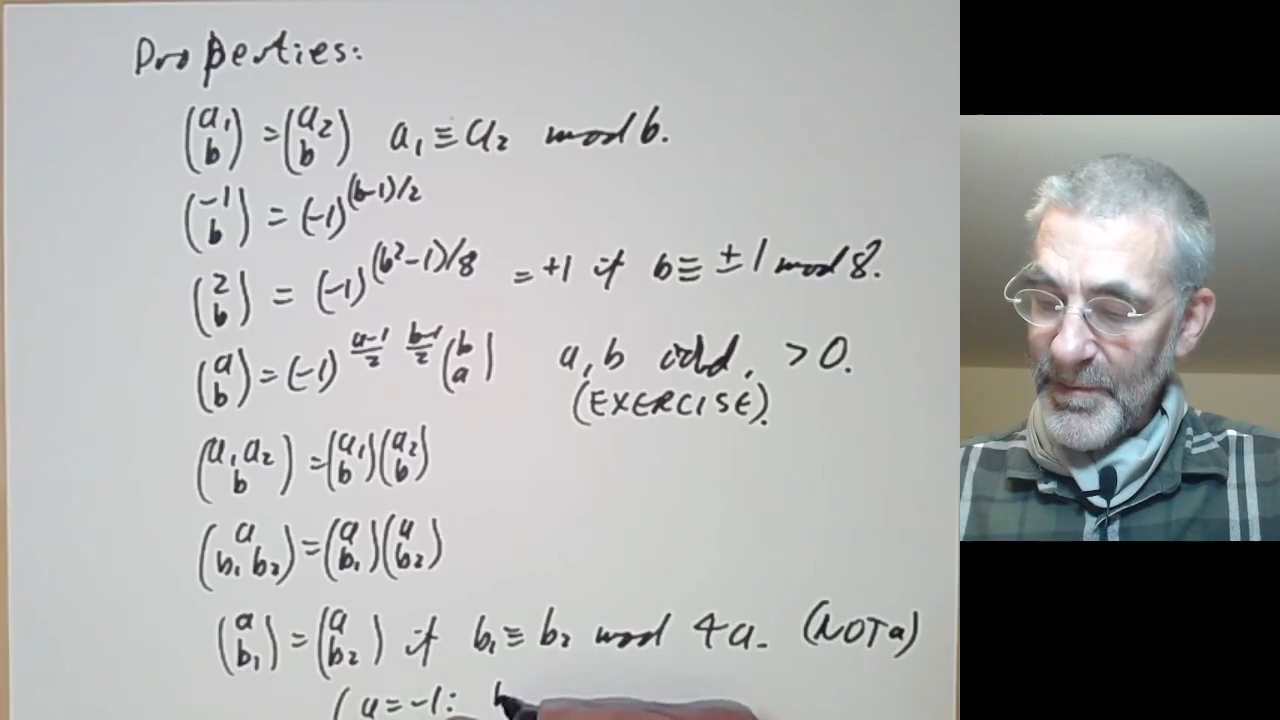 Properties:
(a₁/b) = (a₂/b) a₁ ≡ a₂ mod b.
(-1/b) = (-1)^((b-1)/2)
(2/b) = (-1)^((b²-1)/8) = +1 if b ≡ ±1 mod 8.
(a/b) = (-1)^((a-1)/2 (b-1)/2) (b/a) a, b odd, > 0.
(EXERCISE).
(a₁a₂/b) = (a₁/b)(a₂/b)
(a/b₁b₂) = (a/b₁)(a/b₂)
(a/b₁) = (a/b₂) if b₁ ≡ b₂ mod 4a. (NOT a)
(a = -1: b